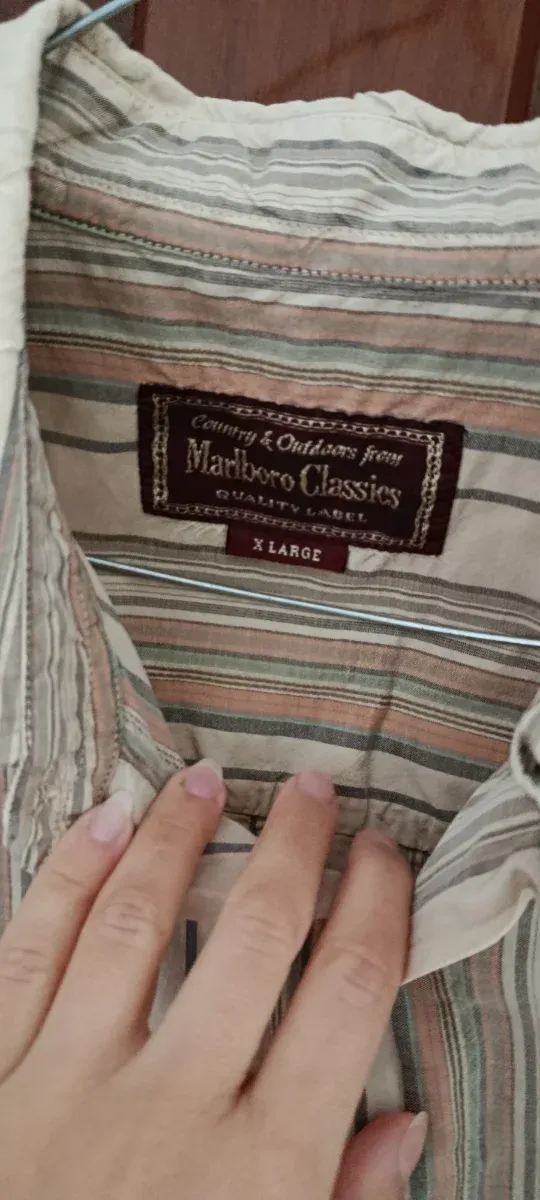 Country & Outdoors from
Marlboro Classics
QUALITY LABEL
X LARGE